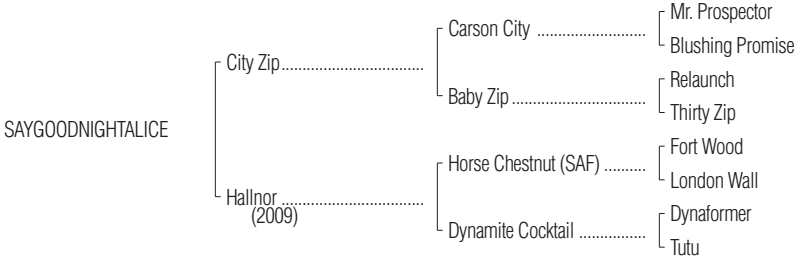 Mr. Prospector
Carson City ..........................
Blushing Promise
City Zip..................................
Relaunch
Baby Zip ................................
Thirty Zip
SAYGOODNIGHTALICE
Fort Wood
Horse Chestnut (SAF) ..........
London Wall
Hallnor ..................................
(2009)
Dynaformer
Dynamite Cocktail ................
Tutu